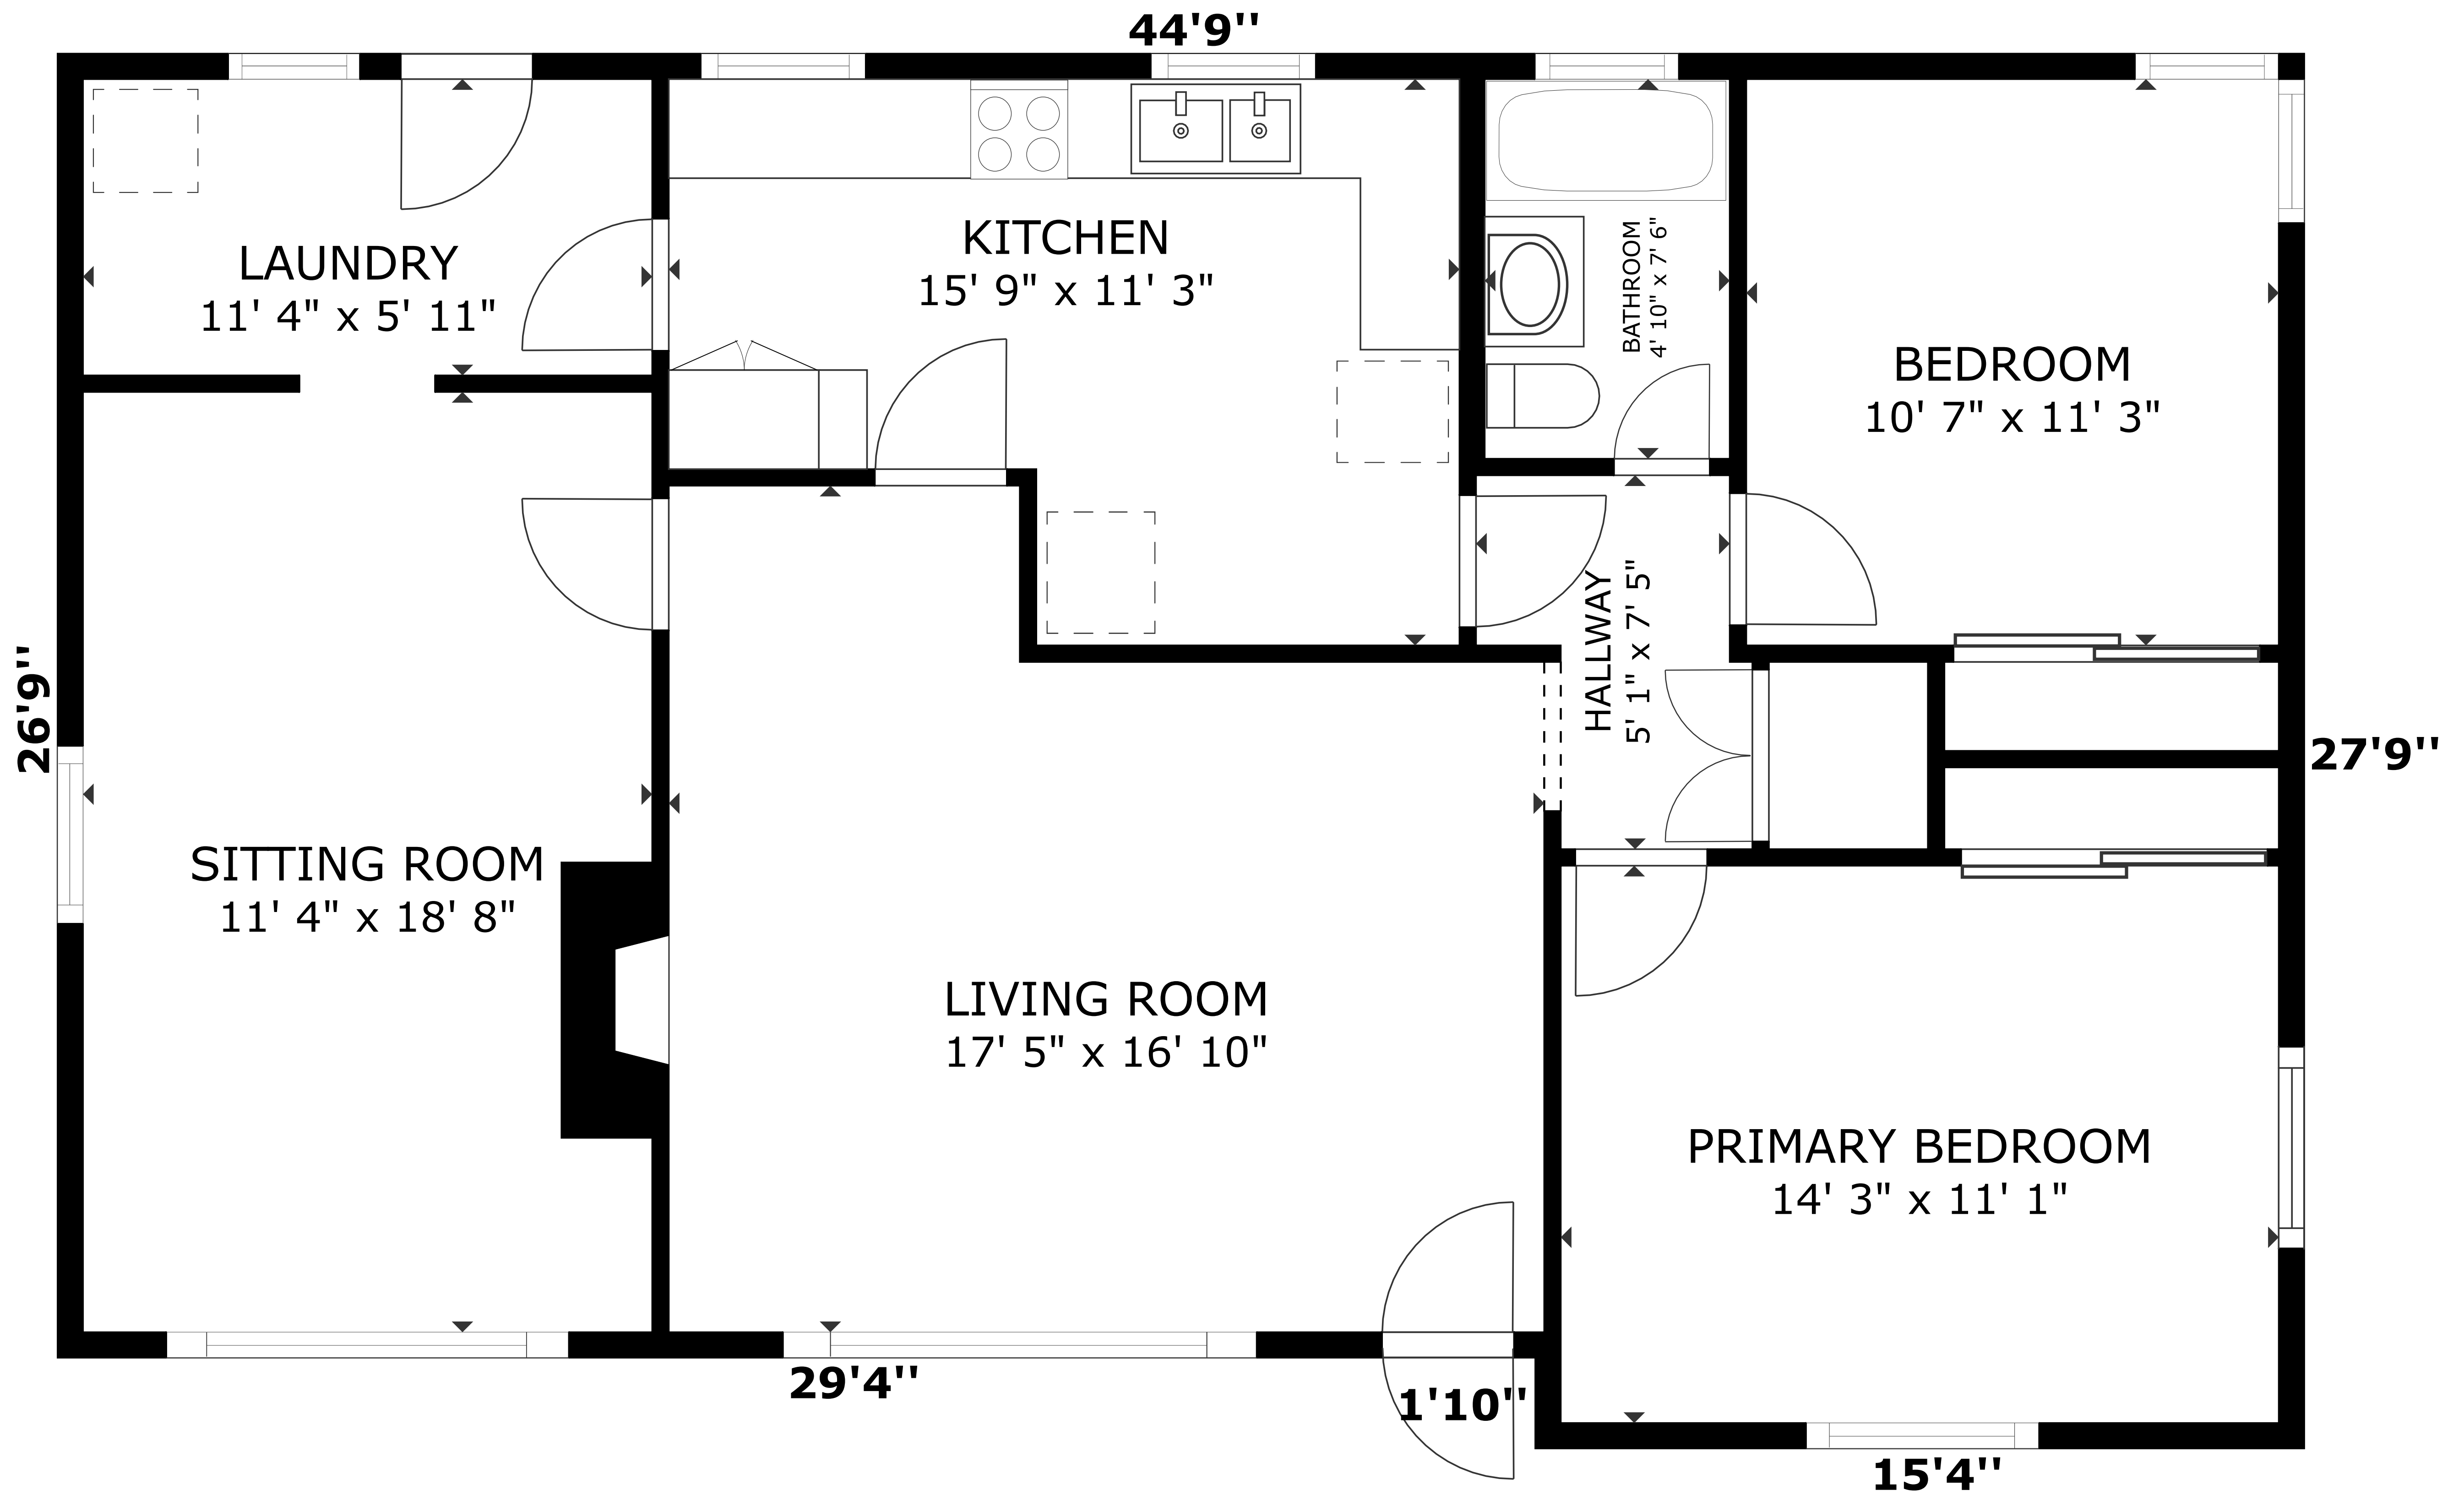 44'9''
KITCHEN
15' 9" x 11' 3"
LAUNDRY
11' 4" x 5' 11"
BATHROOM
4' 10" x 7' 6"
BEDROOM
10' 7" x 11' 3"
HALLWAY
5' 1" x 7' 5"
26'9''
27'9''
SITTING ROOM
11' 4" x 18' 8"
LIVING ROOM
17' 5" x 16' 10"
PRIMARY BEDROOM
14' 3" x 11' 1"
29'4''
1'10''
15'4''